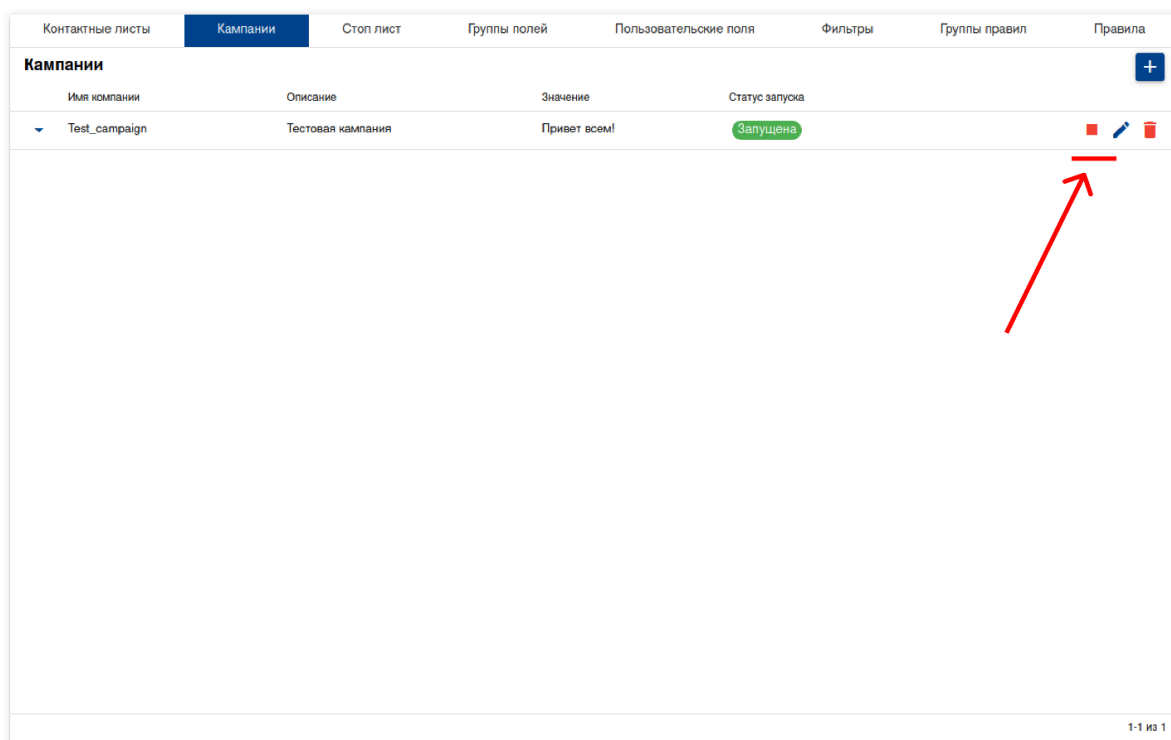 Контактные листы Кампании Стоп лист Группы полей Пользовательские поля Фильтры Группы правил Правила
Кампании
Имя компании Описание Значение Статус запуска
Test_campaign Тестовая кампания Привет всем! Запущена
1-1 из 1